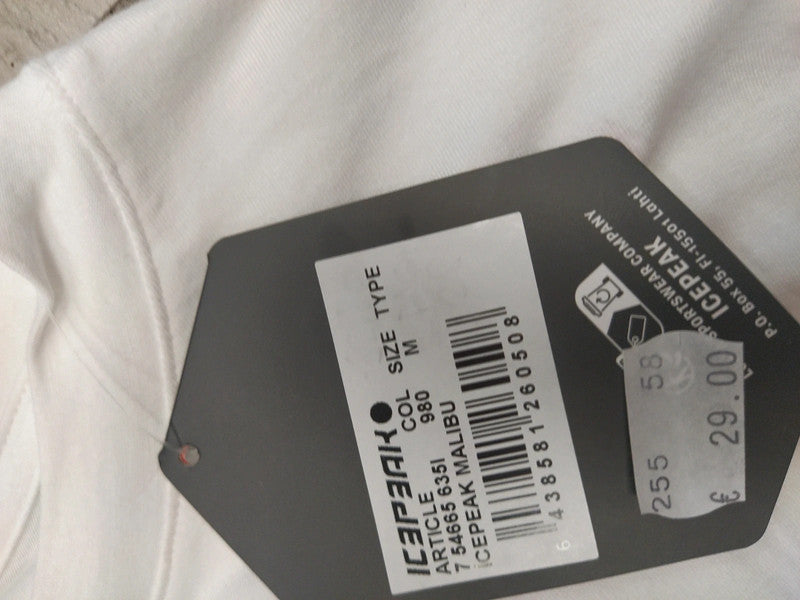 ICEPEAK
ARTICLE COL SIZE TYPE
7 54665 635I 980 M
ICEPEAK MALIBU
6 438581 260508
SPORTSWEAR COMPANY
ICEPEAK
P.O. Box 55, FI-15501 Lahti
255 58
€ 29.00